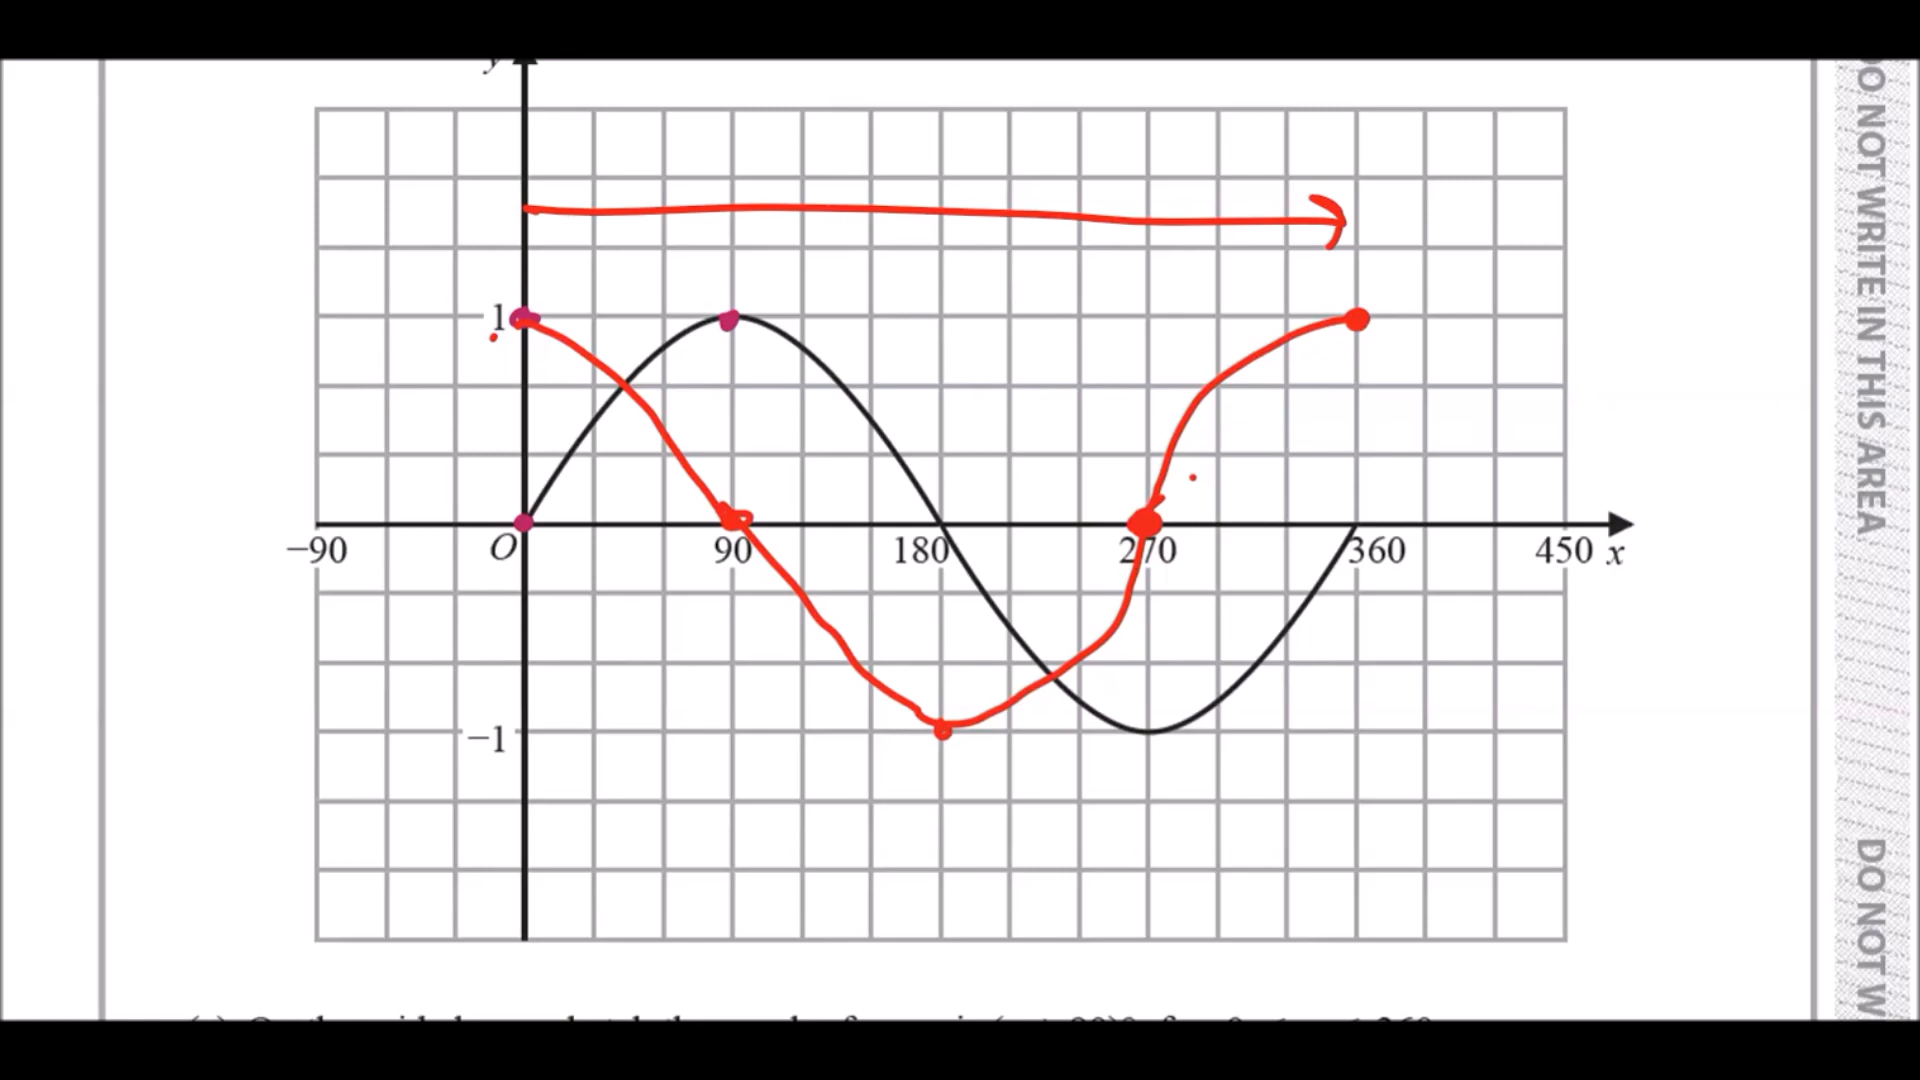 y
1
−90
O
90
180
270
360
450 x
−1
DO NOT WRITE IN THIS AREA
DO NOT W